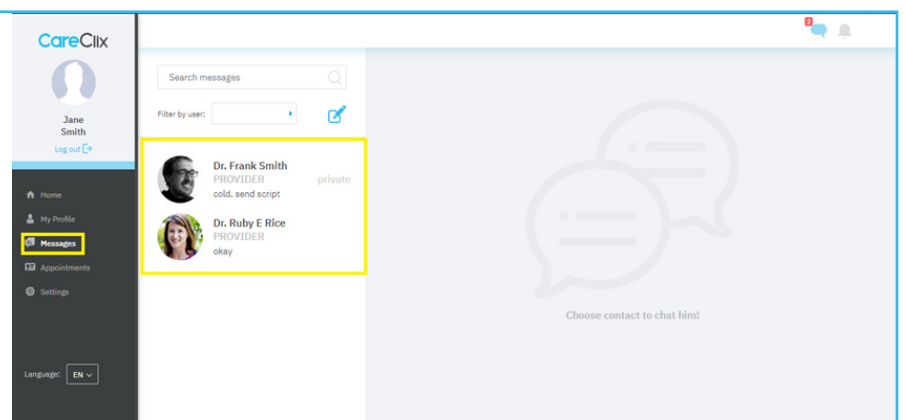 CareClix
2
Search messages
Jane
Smith
Log out
Filter by user:
Dr. Frank Smith
PROVIDER
private
cold. send script
Home
My Profile
Dr. Ruby E Rice
PROVIDER
okay
Messages
Appointments
Settings
Choose contact to chat him!
Language: EN